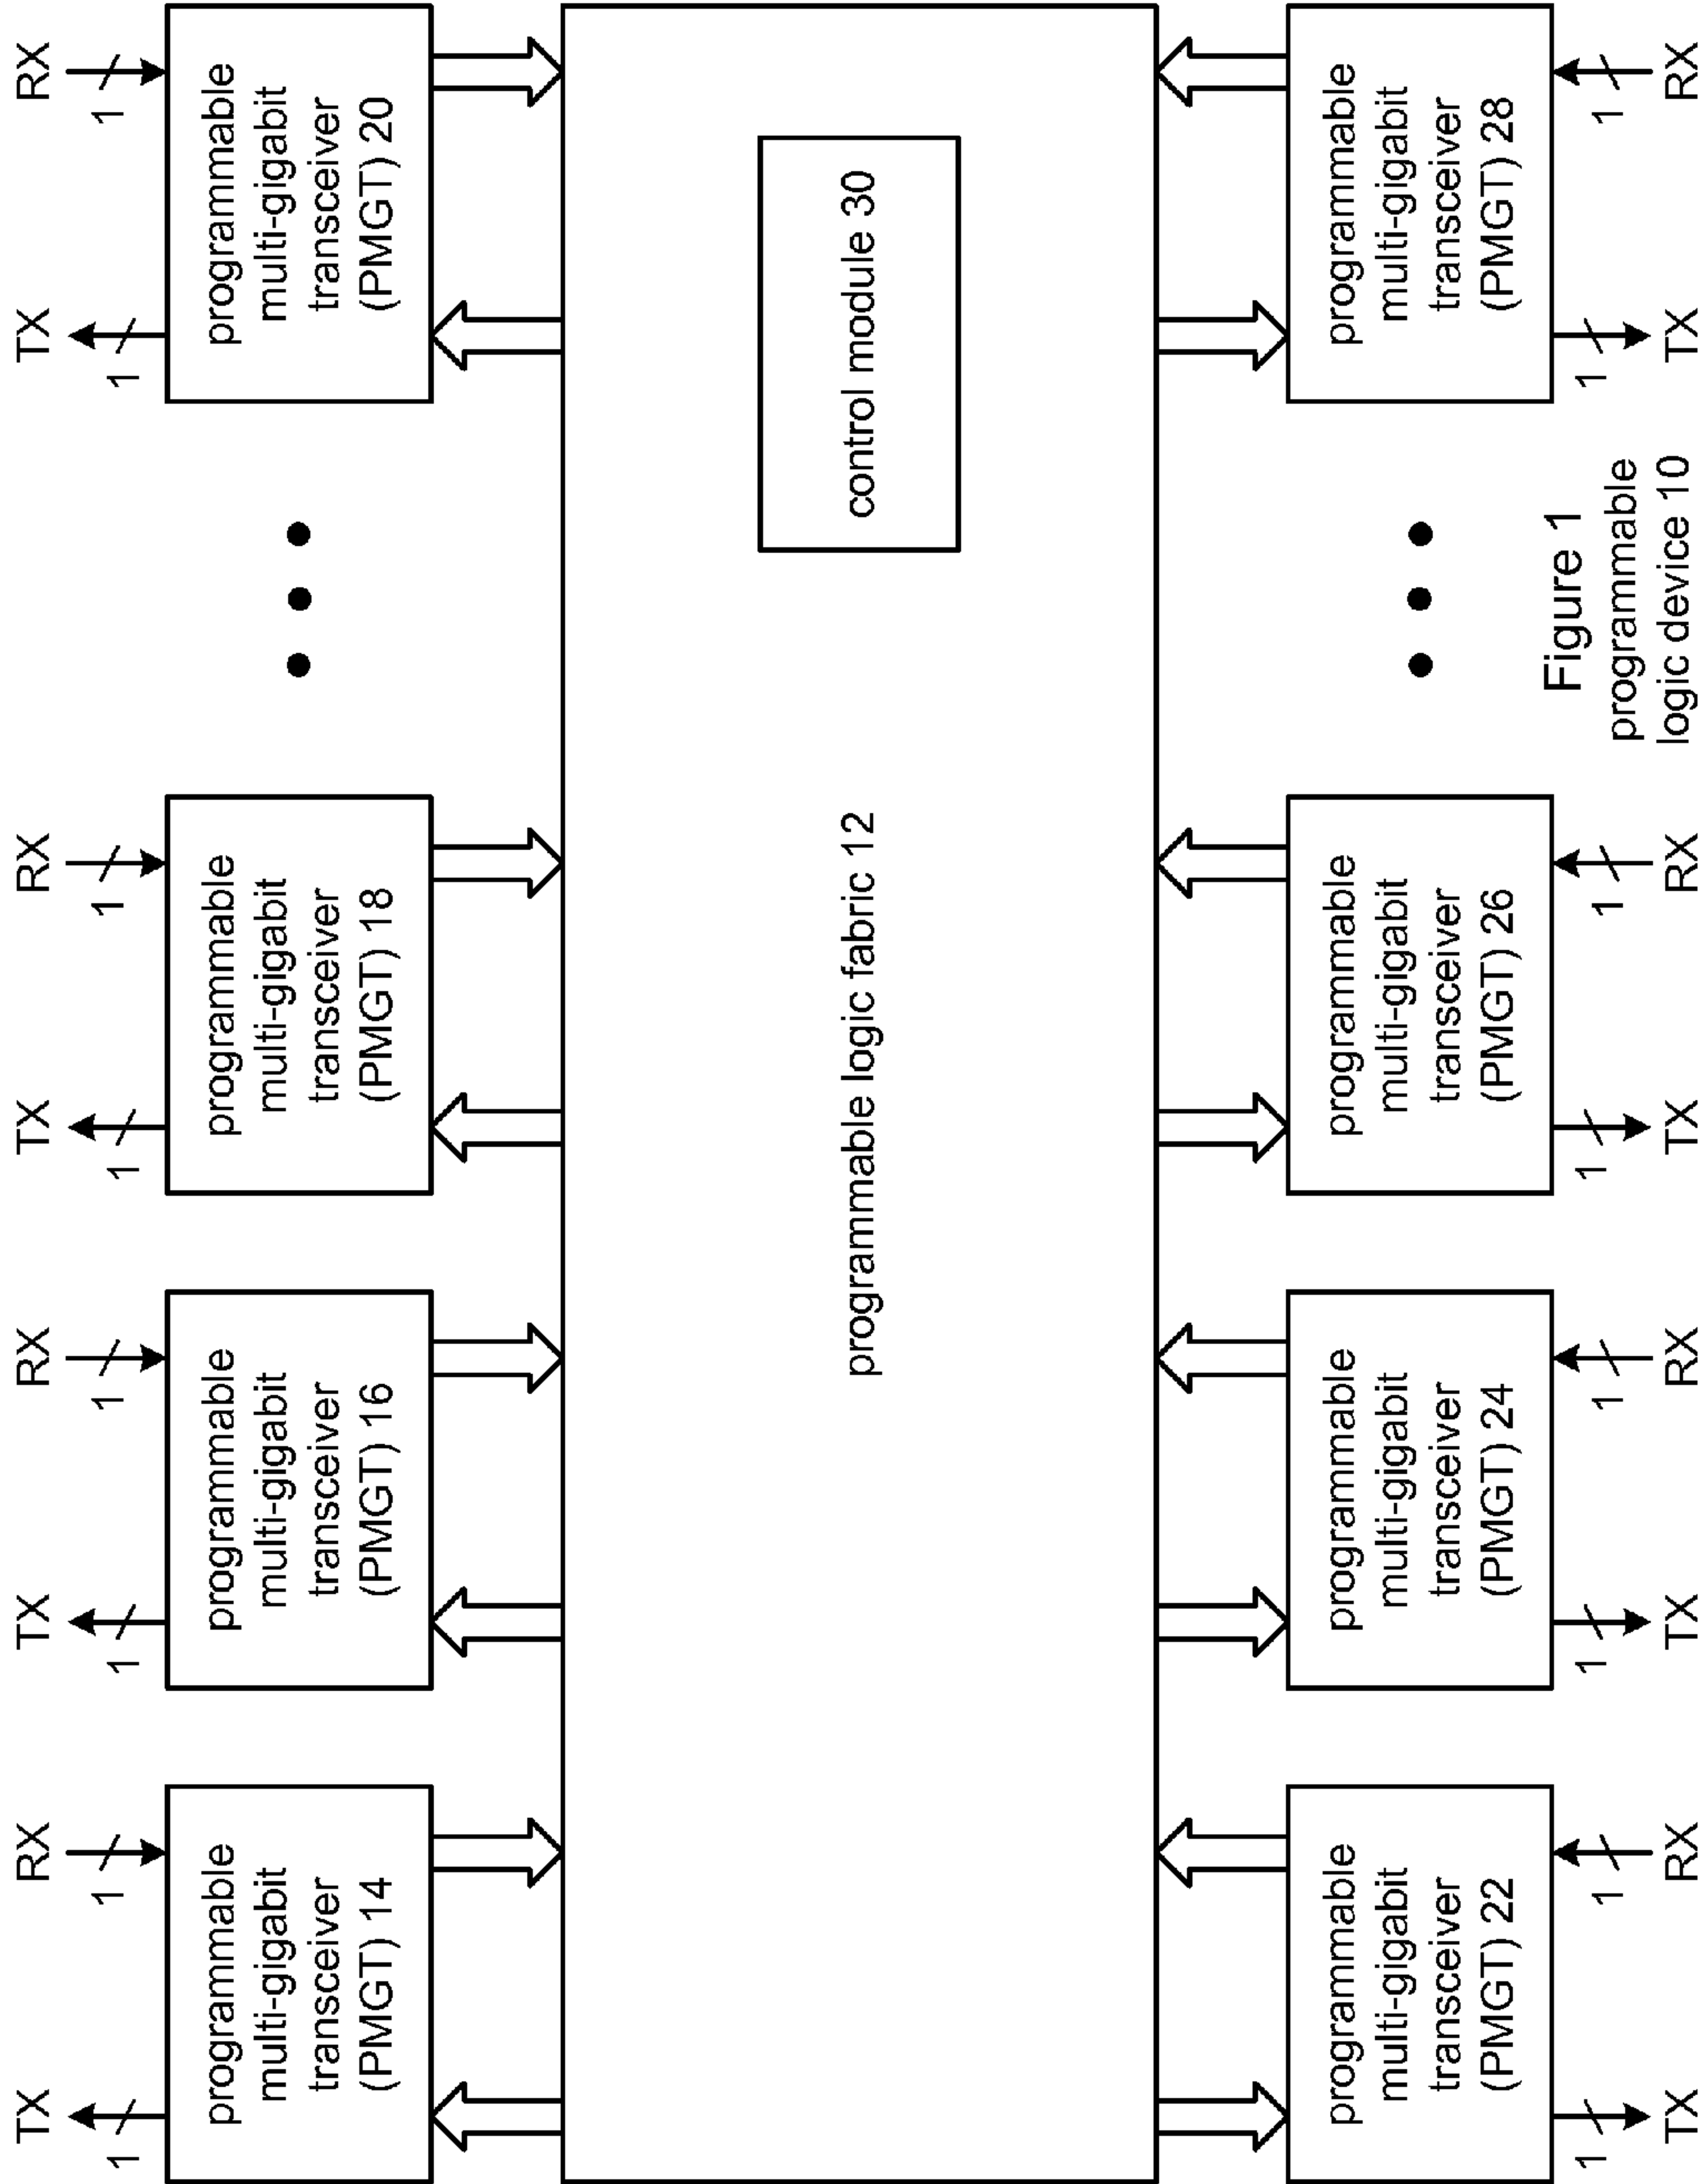 TX
RX
TX
RX
TX
RX
TX
RX
1
1
1
1
1
1
1
1
programmable
multi-gigabit
transceiver
(PMGT) 14
programmable
multi-gigabit
transceiver
(PMGT) 16
programmable
multi-gigabit
transceiver
(PMGT) 18
programmable
multi-gigabit
transceiver
(PMGT) 20
programmable logic fabric 12
control module 30
programmable
multi-gigabit
transceiver
(PMGT) 22
programmable
multi-gigabit
transceiver
(PMGT) 24
programmable
multi-gigabit
transceiver
(PMGT) 26
programmable
multi-gigabit
transceiver
(PMGT) 28
1
1
1
1
1
1
1
1
TX
RX
TX
RX
TX
RX
TX
RX
Figure 1
programmable
logic device 10